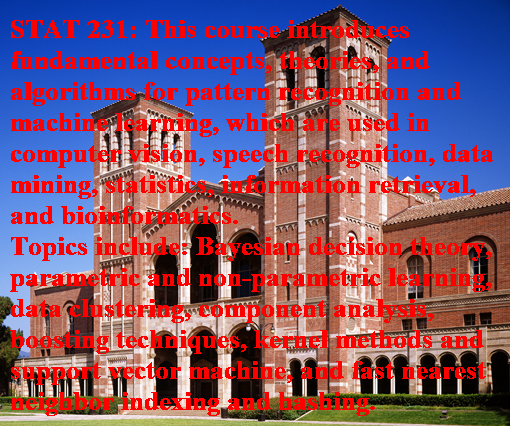 STAT 231: This course introduces
fundamental concepts, theories, and
algorithms for pattern recognition and
machine learning, which are used in
computer vision, speech recognition, data
mining, statistics, information retrieval,
and bioinformatics.
Topics include: Bayesian decision theory,
parametric and non-parametric learning,
data clustering, component analysis,
boosting techniques, kernel methods and
support vector machine, and fast nearest
neighbor indexing and hashing.